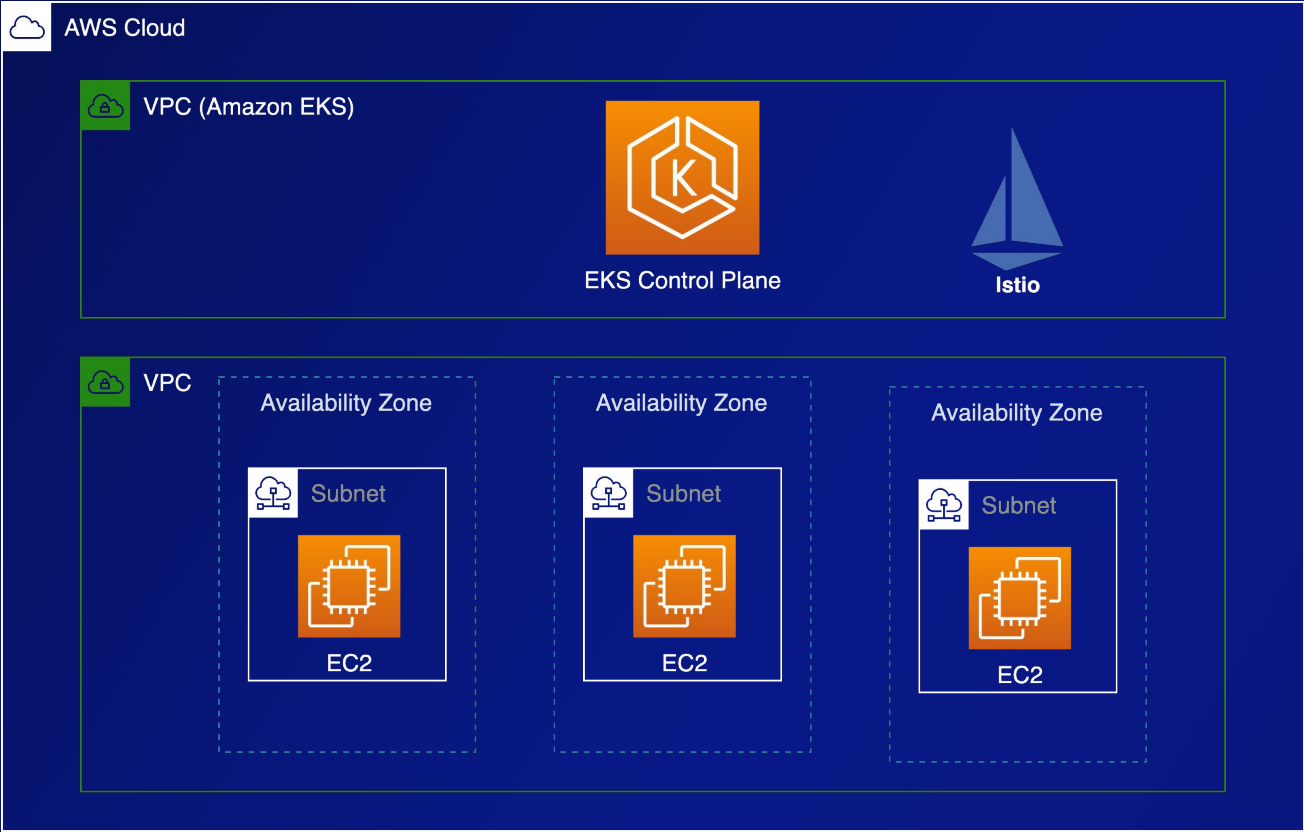 AWS Cloud
VPC (Amazon EKS)
K
EKS Control Plane
Istio
VPC
Availability Zone
Availability Zone
Availability Zone
Subnet
Subnet
Subnet
EC2
EC2
EC2